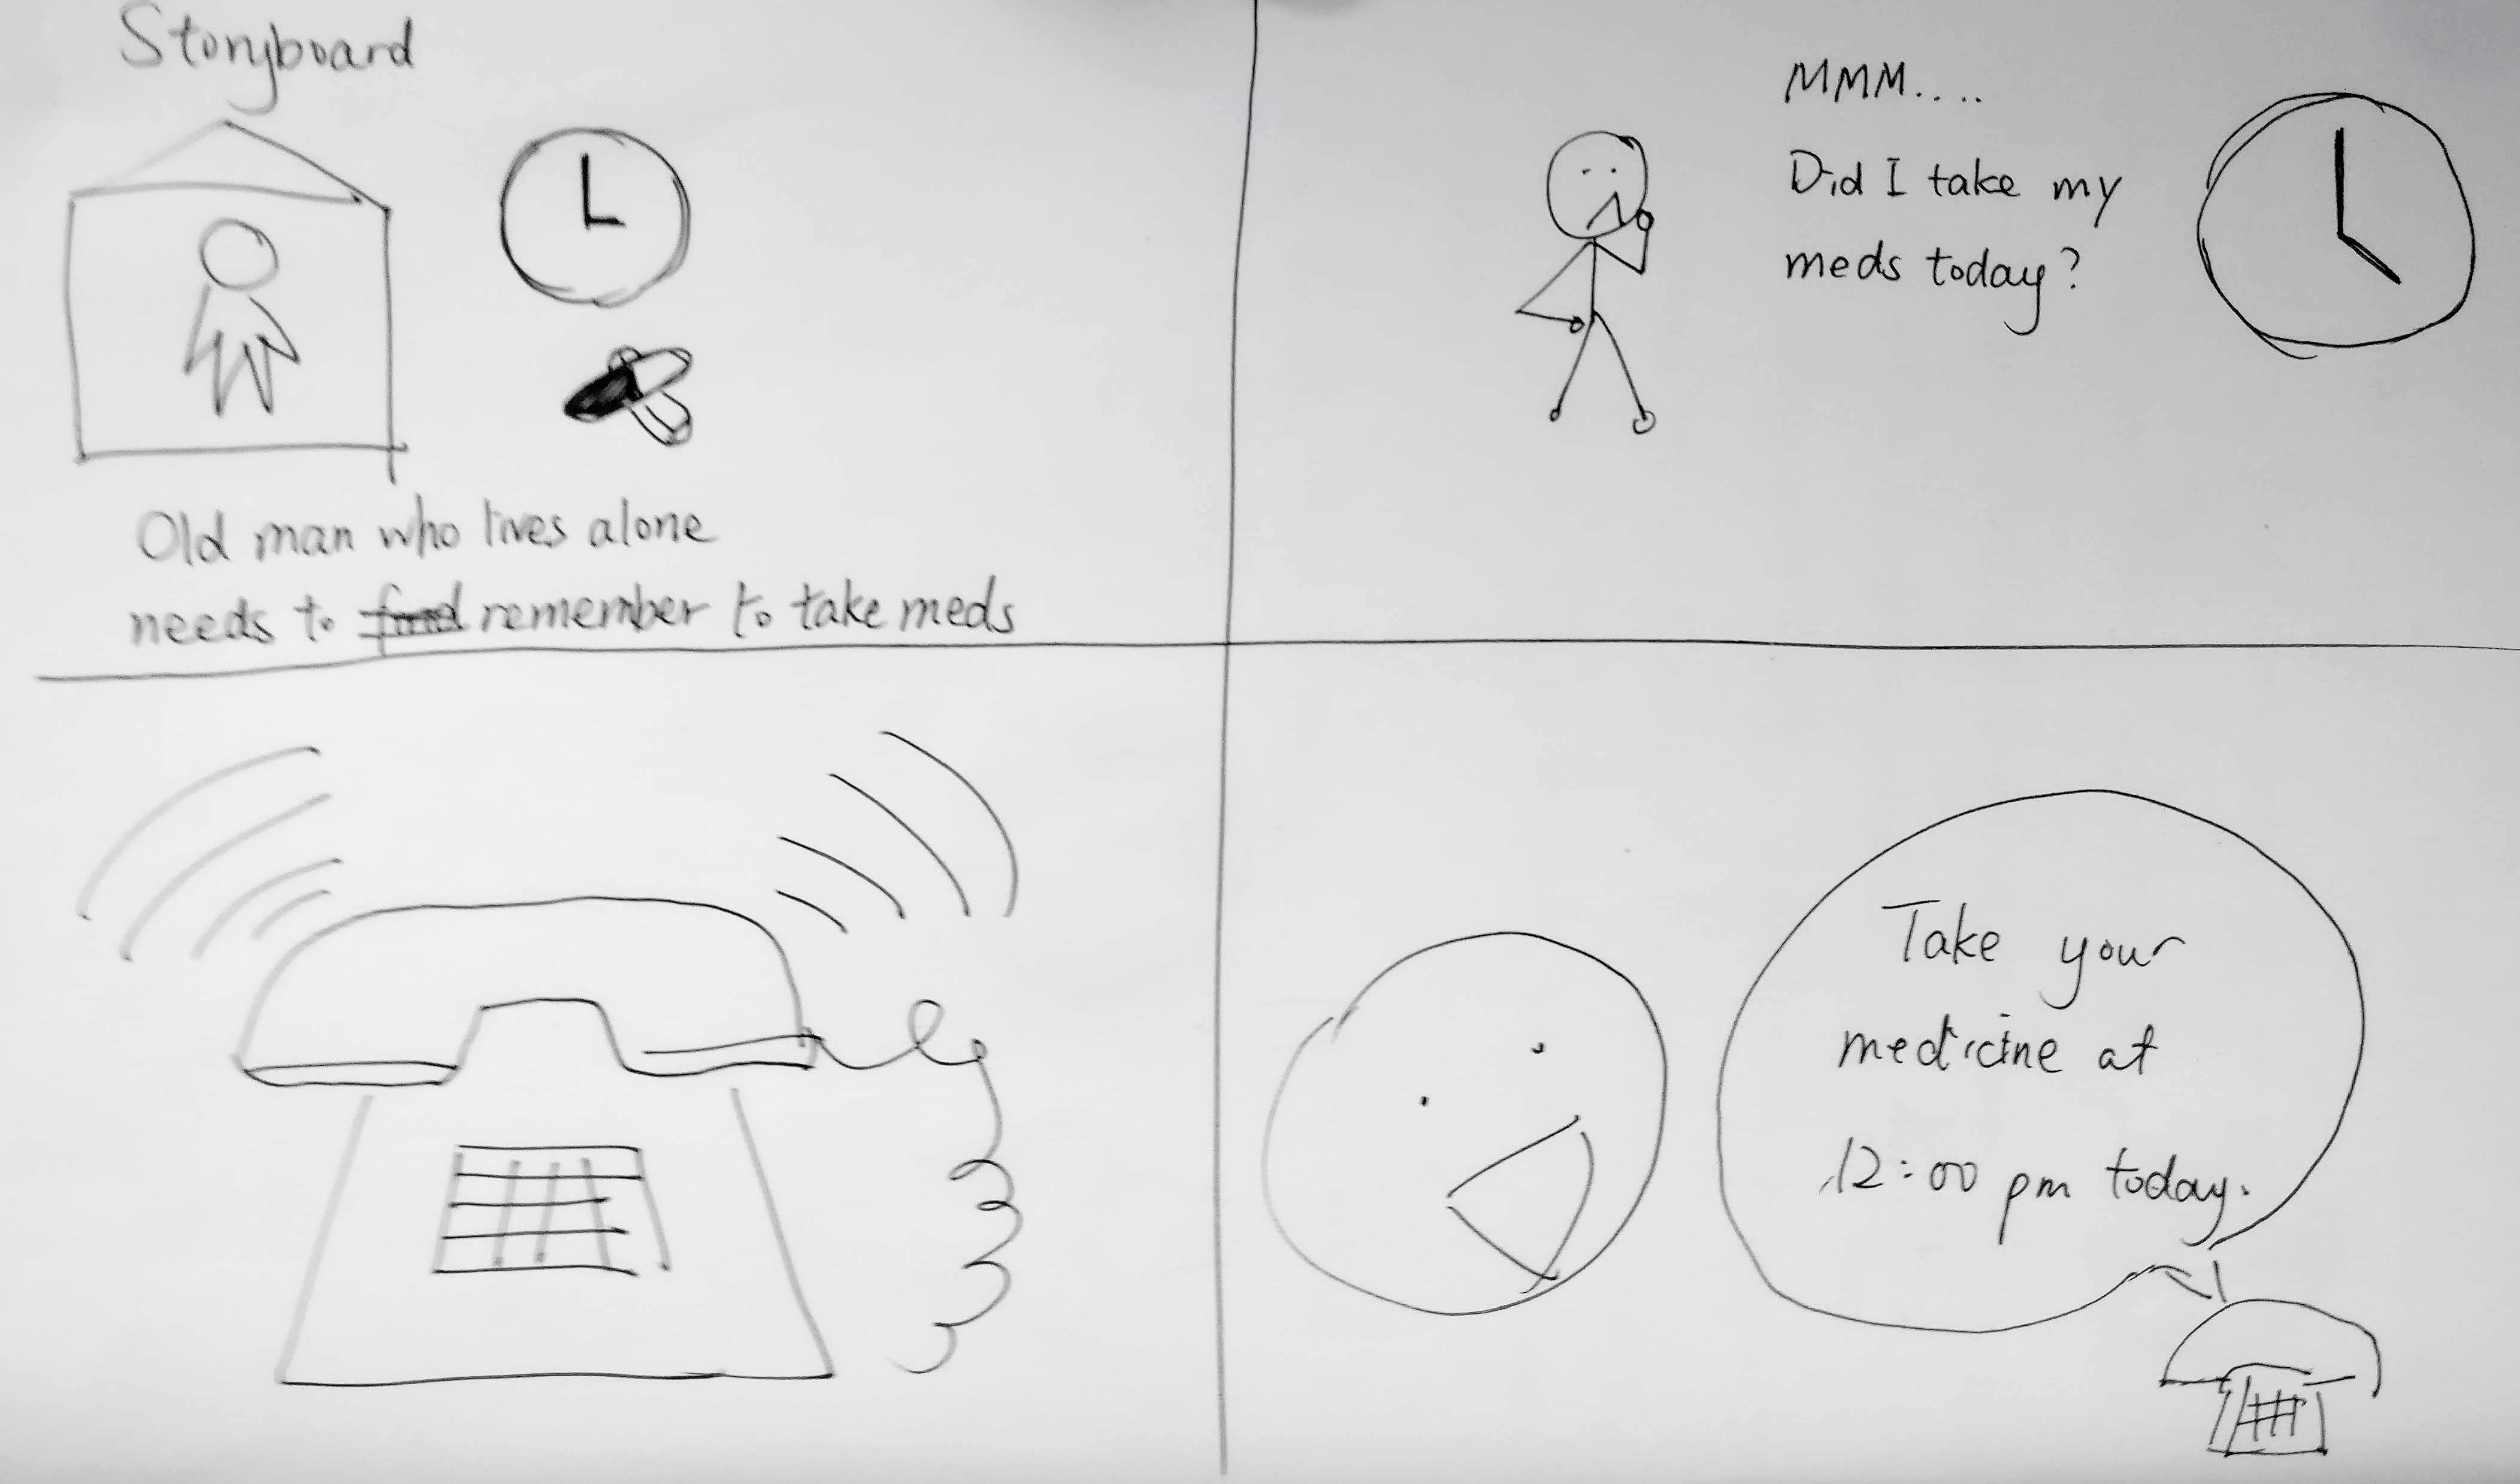 Storyboard
Old man who lives alone
needs to remember to take meds
MMM....
Did I take my
meds today?
Take your
medicine at
12:00 pm today.